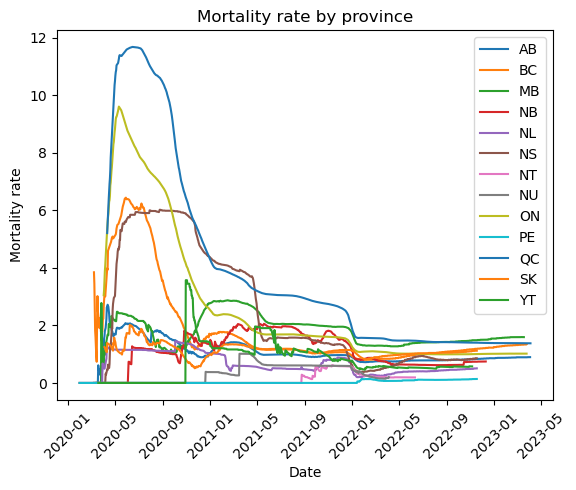 Mortality rate by province
12
10
8
6
4
2
0
Mortality rate
AB
BC
MB
NB
NL
NS
NT
NU
ON
PE
QC
SK
YT
2020-01
2020-05
2020-09
2021-01
2021-05
2021-09
2022-01
2022-05
2022-09
2023-01
2023-05
Date